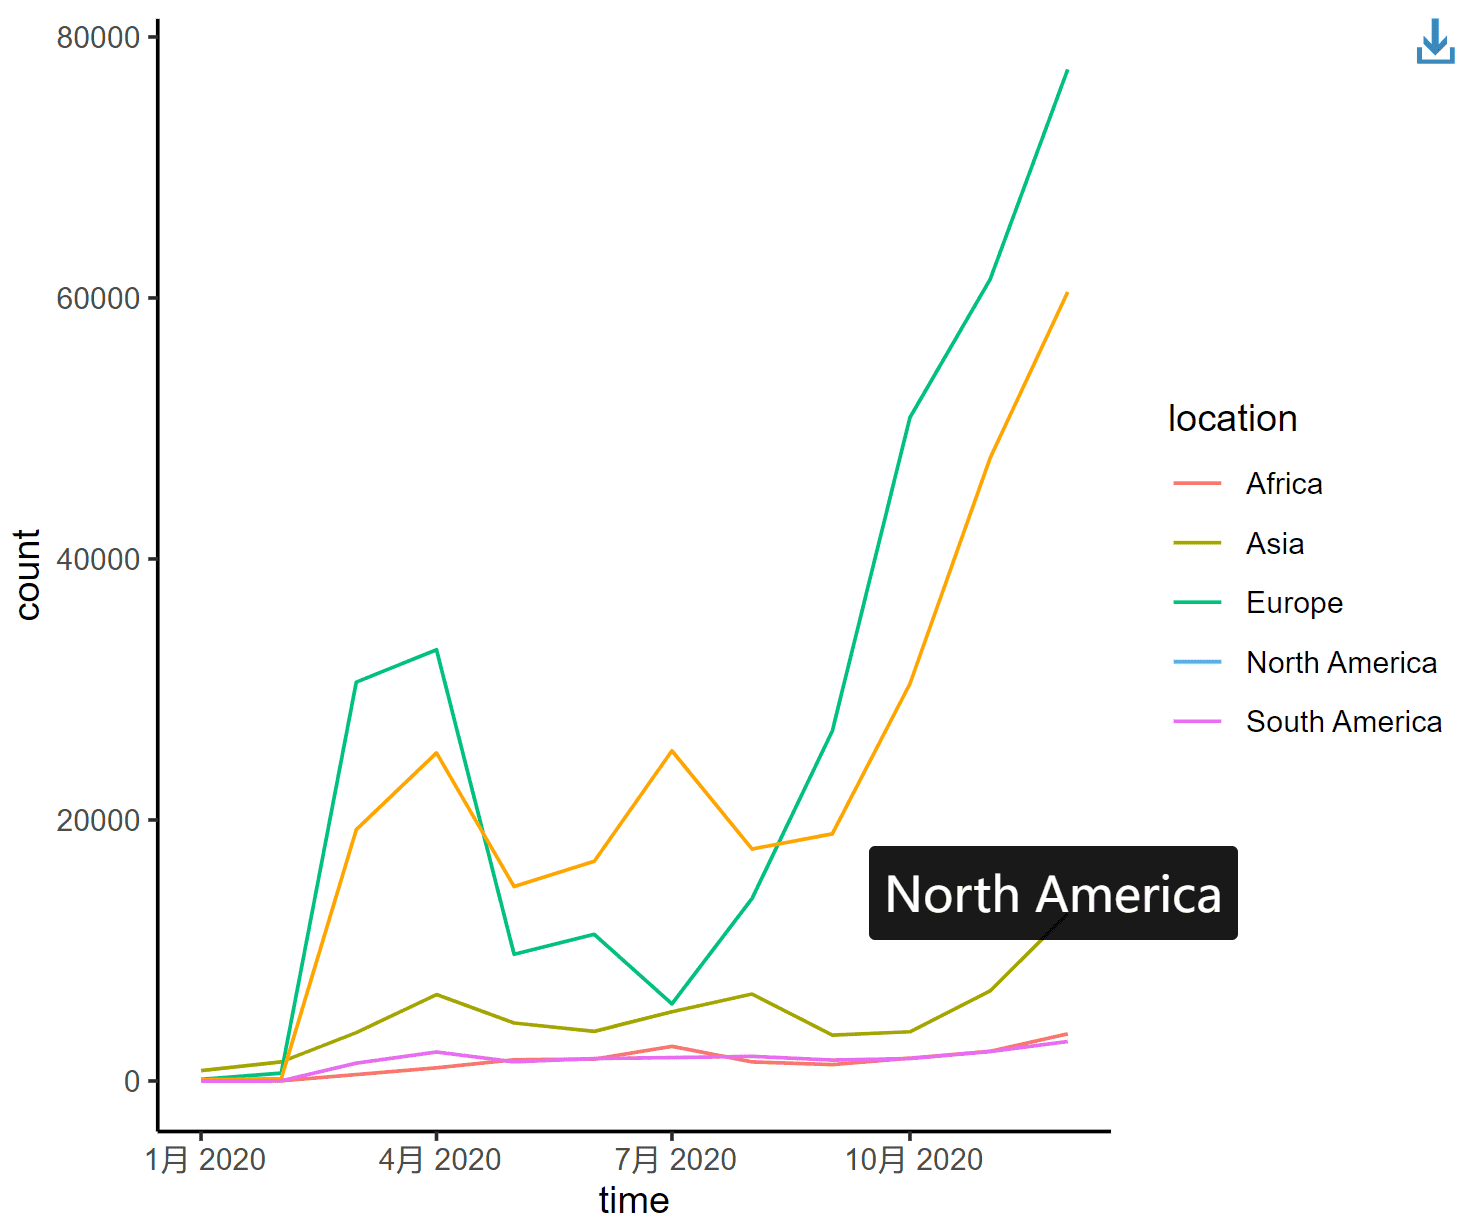 80000
60000
40000
20000
0
count
1月 2020
4月 2020
7月 2020
10月 2020
time
location
Africa
Asia
Europe
North America
South America
North America